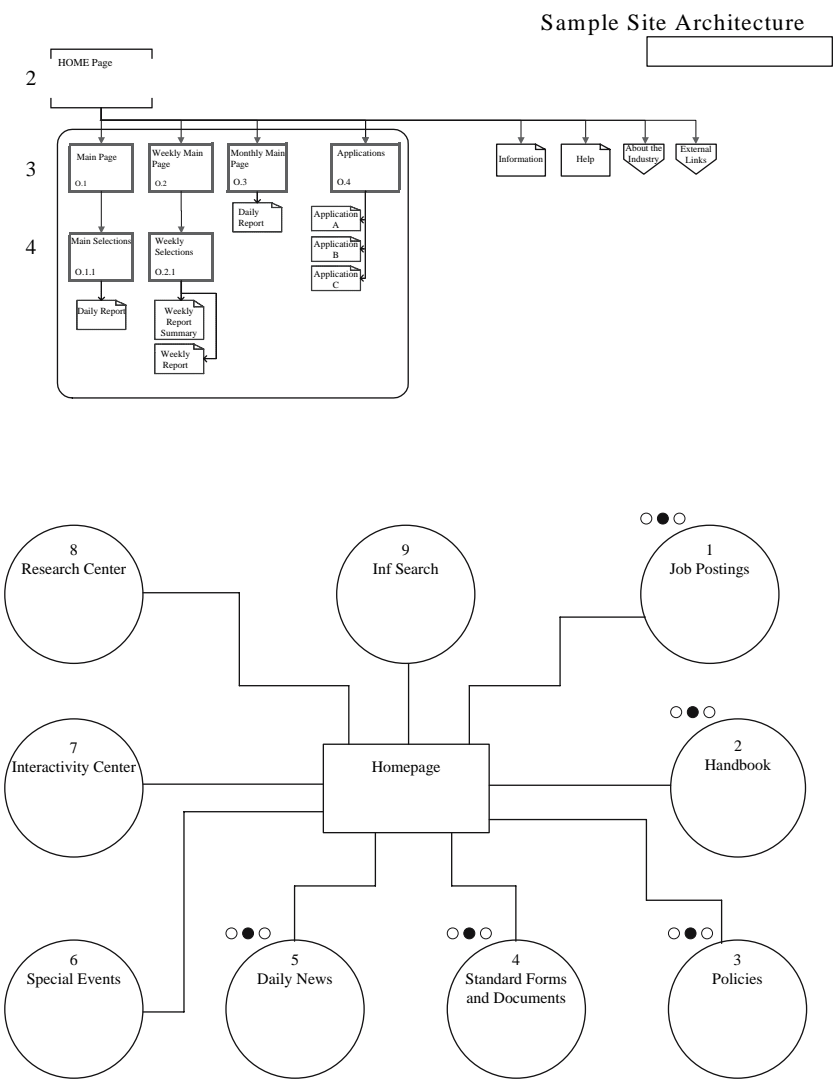 Sample Site Architecture
HOME Page
2
3
Main Page
O.1
Weekly Main
Page
O.2
Monthly Main
Page
O.3
Applications
O.4
Information
Help
About the
Industry
External
Links
4
Main Selections
O.1.1
Weekly
Selections
O.2.1
Daily
Report
Application
A
Application
B
Application
C
Daily Report
Weekly
Report
Summary
Weekly
Report
8
Research Center
9
Inf Search
1
Job Postings
7
Interactivity Center
Homepage
2
Handbook
6
Special Events
5
Daily News
4
Standard Forms
and Documents
3
Policies